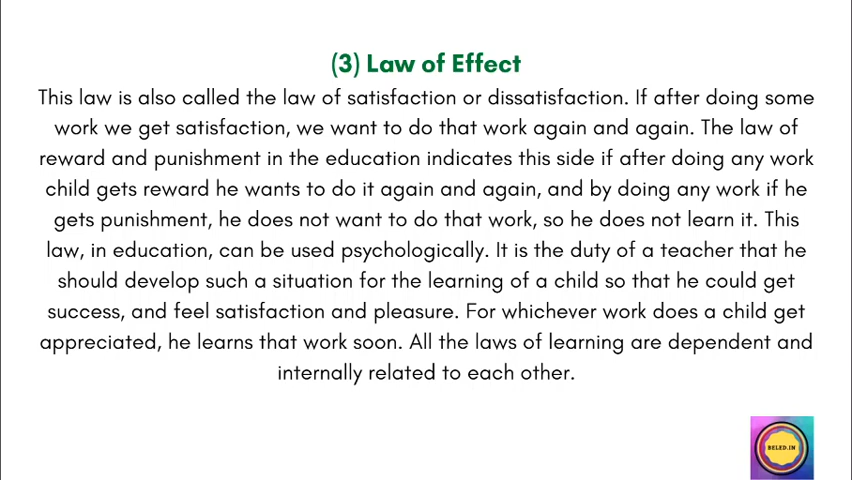 (3) Law of Effect
This law is also called the law of satisfaction or dissatisfaction. If after doing some
work we get satisfaction, we want to do that work again and again. The law of
reward and punishment in the education indicates this side if after doing any work
child gets reward he wants to do it again and again, and by doing any work if he
gets punishment, he does not want to do that work, so he does not learn it. This
law, in education, can be used psychologically. It is the duty of a teacher that he
should develop such a situation for the learning of a child so that he could get
success, and feel satisfaction and pleasure. For whichever work does a child get
appreciated, he learns that work soon. All the laws of learning are dependent and
internally related to each other.
BELED.IN